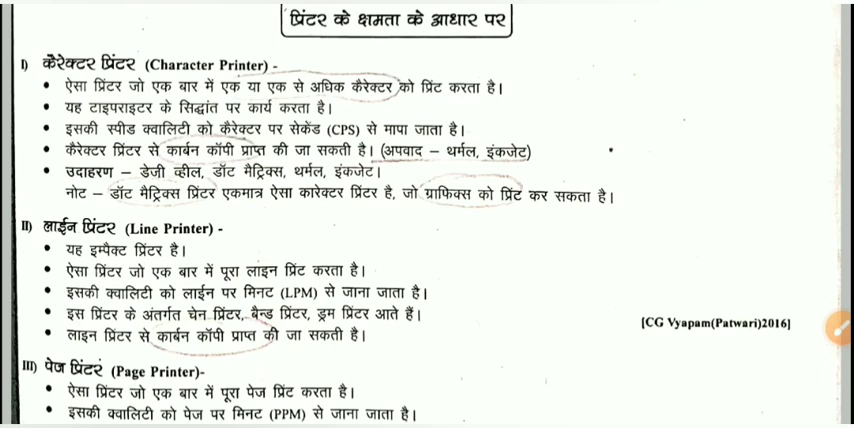 प्रिंटर के क्षमता के आधार पर
I) कैरेक्टर प्रिंटर (Character Printer) -
• ऐसा प्रिंटर जो एक बार में एक या एक से अधिक कैरेक्टर को प्रिंट करता है।
• यह टाइपराइटर के सिद्धांत पर कार्य करता है।
• इसकी स्पीड क्वालिटी को कैरेक्टर पर सेकेंड (CPS) से मापा जाता है।
• कैरेक्टर प्रिंटर से कार्बन कॉपी प्राप्त की जा सकती है। (अपवाद – थर्मल, इंकजेट)
• उदाहरण – डेजी व्हील, डॉट मैट्रिक्स, थर्मल, इंकजेट।
नोट – डॉट मैट्रिक्स प्रिंटर एकमात्र ऐसा कारेक्टर प्रिंटर है, जो ग्राफिक्स को प्रिंट कर सकता है।
II) लाईन प्रिंटर (Line Printer) -
• यह इम्पैक्ट प्रिंटर है।
• ऐसा प्रिंटर जो एक बार में पूरा लाइन प्रिंट करता है।
• इसकी क्वालिटी को लाईन पर मिनट (LPM) से जाना जाता है।
• इस प्रिंटर के अंतर्गत चेन प्रिंटर, बैन्ड प्रिंटर, ड्रम प्रिंटर आते हैं।
[CG Vyapam(Patwari)2016]
• लाइन प्रिंटर से कार्बन कॉपी प्राप्त की जा सकती है।
III) पेज प्रिंटर (Page Printer)-
• ऐसा प्रिंटर जो एक बार में पूरा पेज प्रिंट करता है।
• इसकी क्वालिटी को पेज पर मिनट (PPM) से जाना जाता है।